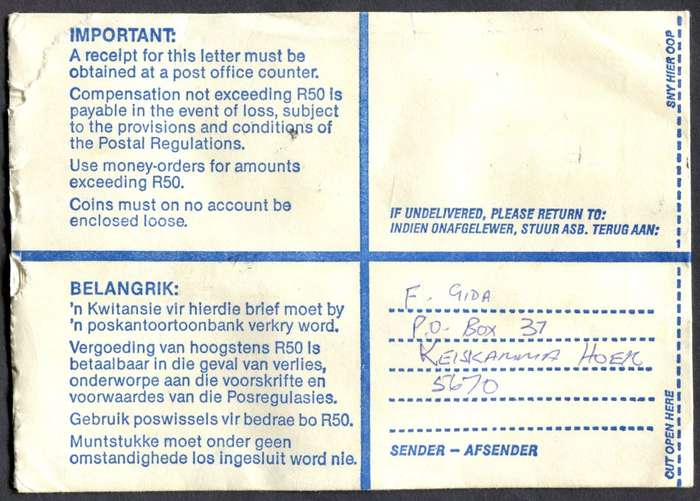 IMPORTANT:
A receipt for this letter must be
obtained at a post office counter.
Compensation not exceeding R50 is
payable in the event of loss, subject
to the provisions and conditions of
the Postal Regulations.
Use money-orders for amounts
exceeding R50.
Coins must on no account be
enclosed loose.
SNY HIER OOP
IF UNDELIVERED, PLEASE RETURN TO:
INDIEN ONAFGELEWER, STUUR ASB. TERUG AAN:
BELANGRIK:
'n Kwitansie vir hierdie brief moet by
'n poskantoortoonbank verkry word.
Vergoeding van hoogstens R50 is
betaalbaar in die geval van verlies,
onderworpe aan die voorskrifte en
voorwaardes van die Posregulasies.
Gebruik poswissels vir bedrae bo R50.
Muntstukke moet onder geen
omstandighede los ingesluit word nie.
F. GIDA
P.O. Box 37
KEISKAMMA HOEK
5670
SENDER – AFSENDER
CUT OPEN HERE